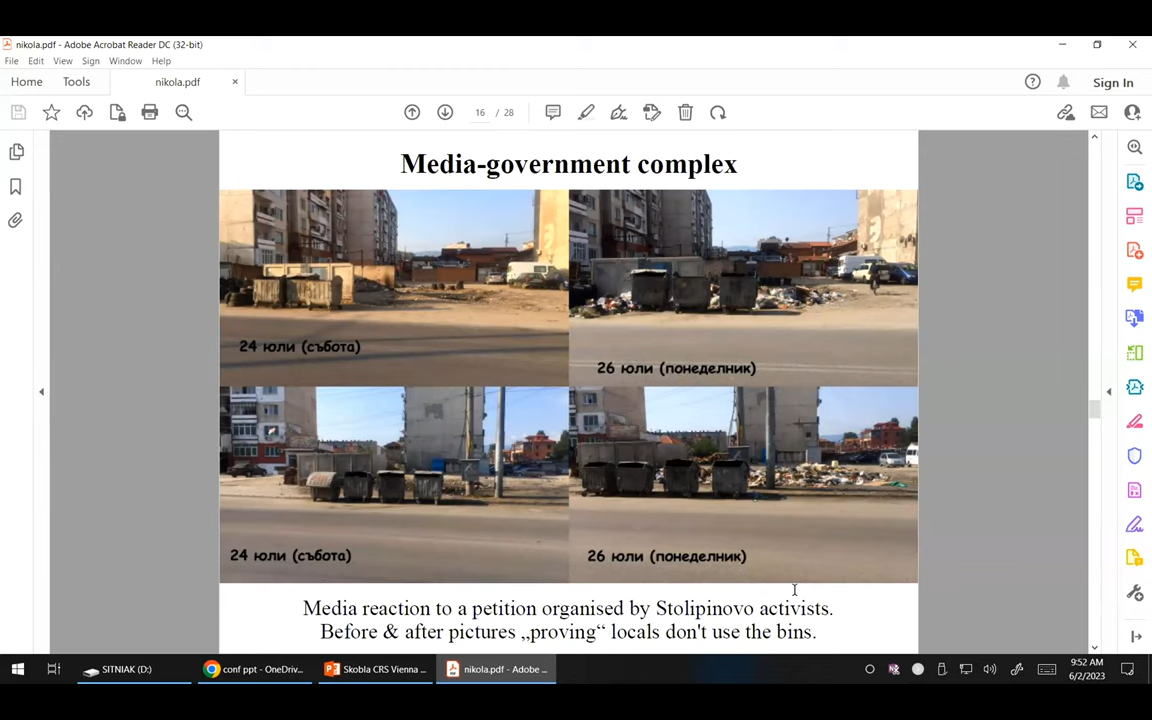 nikola.pdf - Adobe Acrobat Reader DC (32-bit)
File Edit View Sign Window Help
Home Tools nikola.pdf × Sign In
16 / 28
Media-government complex
24 юли (събота)
26 юли (понеделник)
24 юли (събота)
26 юли (понеделник)
Media reaction to a petition organised by Stolipinovo activists.
Before & after pictures „proving“ locals don't use the bins.
SITNIAK (D:) conf ppt - OneDriv... Skobla CRS Vienna ... nikola.pdf - Adobe ...
9:52 AM
6/2/2023